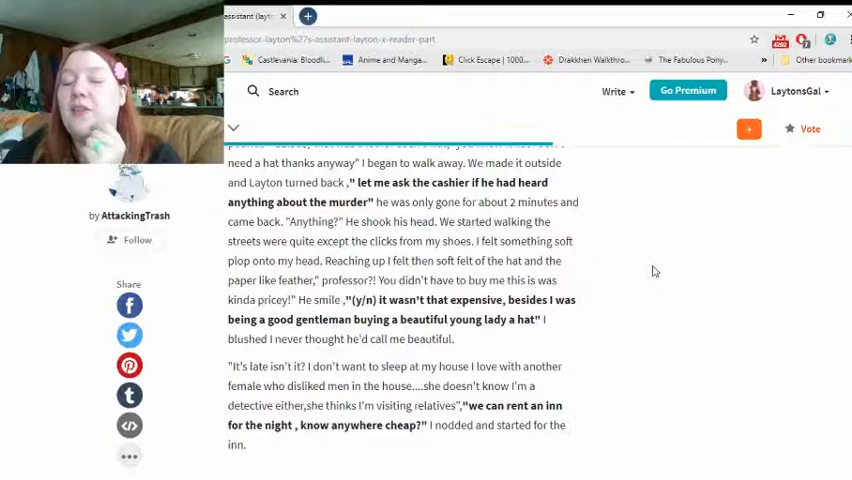 assistant (layt
professor-layton%27s-assistant-layton-x-reader-part
Castlevania: Bloodli... Anime and Manga... Click Escape | 1000... Drakkhen Walkthro... The Fabulous Pony... » Other bookmark
4262
Search Write Go Premium LaytonsGal
+ Vote
need a hat thanks anyway” I began to walk away. We made it outside
and Layton turned back ," let me ask the cashier if he had heard
anything about the murder" he was only gone for about 2 minutes and
came back. "Anything?" He shook his head. We started walking the
streets were quite except the clicks from my shoes. I felt something soft
plop onto my head. Reaching up I felt then soft felt of the hat and the
paper like feather," professor?! You didn't have to buy me this is was
kinda pricey!" He smile ,"(y/n) it wasn't that expensive, besides I was
being a good gentleman buying a beautiful young lady a hat" I
blushed I never thought he'd call me beautiful.
"It's late isn't it? I don't want to sleep at my house I love with another
female who disliked men in the house....she doesn't know I'm a
detective either,she thinks I'm visiting relatives","we can rent an inn
for the night , know anywhere cheap?" I nodded and started for the
inn.
by AttackingTrash
Follow
Share